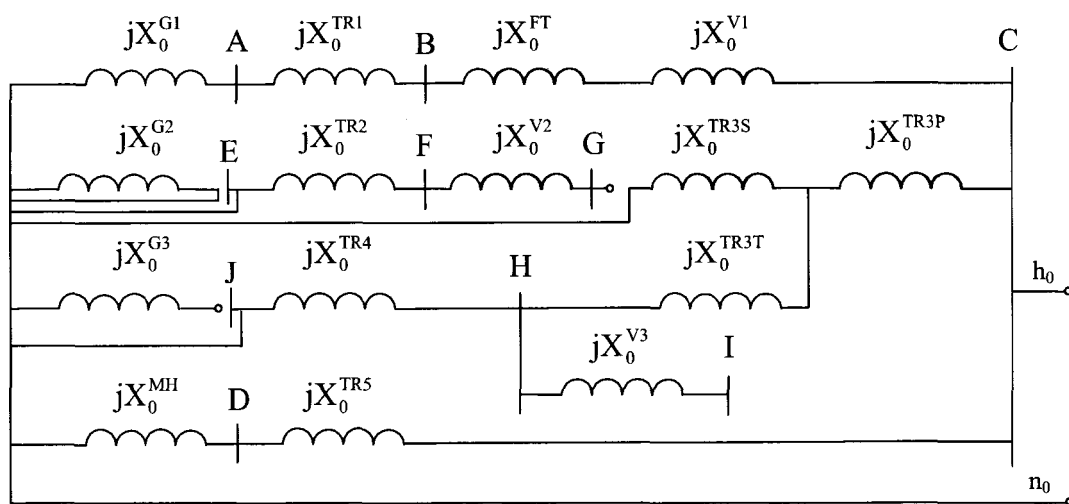 jX₀^G1 A jX₀^TR1 B jX₀^FT jX₀^V1 C
jX₀^G2 E jX₀^TR2 F jX₀^V2 G jX₀^TR3S jX₀^TR3P
jX₀^G3 J jX₀^TR4 H jX₀^TR3T h₀
jX₀^V3 I
jX₀^MH D jX₀^TR5
n₀